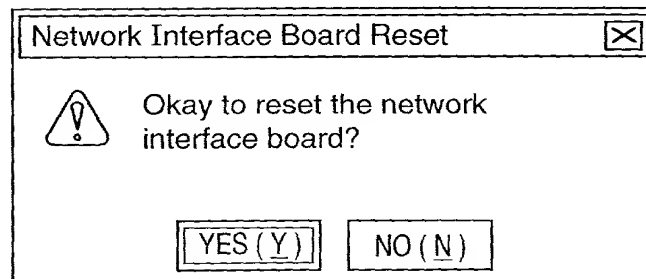 Network Interface Board Reset
Okay to reset the network
interface board?
YES ( Y )
NO ( N )